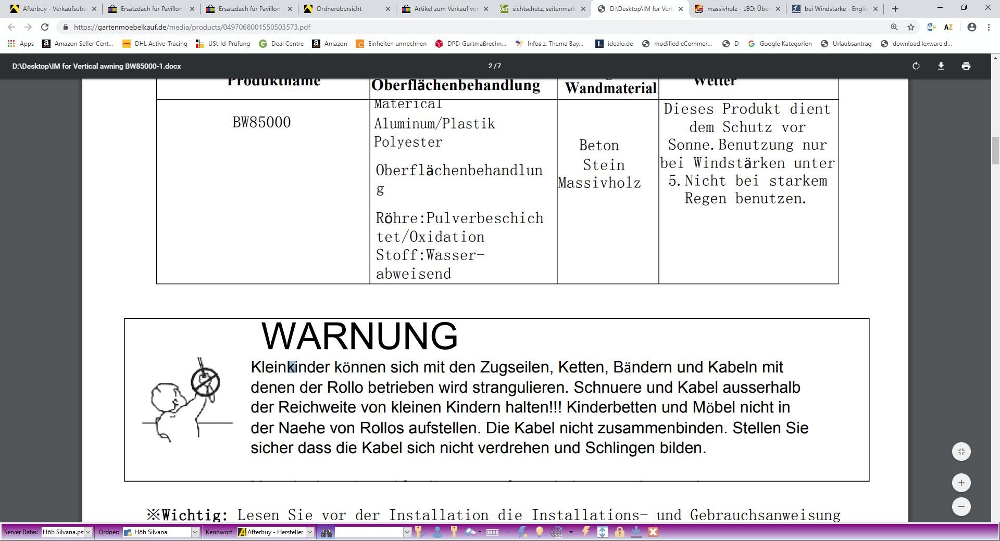 Afterbuy - Verkaufsübe
Ersatzdach für Pavillon
Ersatzdach für Pavillon
Ordnerübersicht
Artikel zum Verkauf vor
sichtschutz, seitenmark
D:\Desktop\IM for Verti
massivholz - LEO: Über
bei Windstärke - Englis
https://gartenmoebelkauf.de/media/products/0497068001550503573.pdf
Apps
Amazon Seller Cent...
DHL Active-Tracing
USt-Id-Prüfung
Deal Centre
Amazon
Einheiten umrechnen
DPD-Gurtmaßrechn...
Infos z. Thema Bay...
idealo.de
modified eCommer...
D
Google Kategorien
Urlaubsantrag
download.lexware.d...
D:\Desktop\IM for Vertical awning BW85000-1.docx
2 / 7
Produktname
Oberflächenbehandlung
Wandmaterial
Wetter
BW85000
Materical
Aluminum/Plastik
Polyester
Oberflächenbehandlun
g
Röhre:Pulverbeschich
tet/Oxidation
Stoff:Wasser-
abweisend
Beton
Stein
Massivholz
Dieses Produkt dient
dem Schutz vor
Sonne.Benutzung nur
bei Windstärken unter
5.Nicht bei starkem
Regen benutzen.
WARNUNG
Kleinkinder können sich mit den Zugseilen, Ketten, Bändern und Kabeln mit
denen der Rollo betrieben wird strangulieren. Schnuere und Kabel ausserhalb
der Reichweite von kleinen Kindern halten!!! Kinderbetten und Möbel nicht in
der Naehe von Rollos aufstellen. Die Kabel nicht zusammenbinden. Stellen Sie
sicher dass die Kabel sich nicht verdrehen und Schlingen bilden.
※Wichtig: Lesen Sie vor der Installation die Installations- und Gebrauchsanweisung
Server Datei: Höh Silvana.ps
Ordner: Höh Silvana
Kennwort: Afterbuy - Hersteller